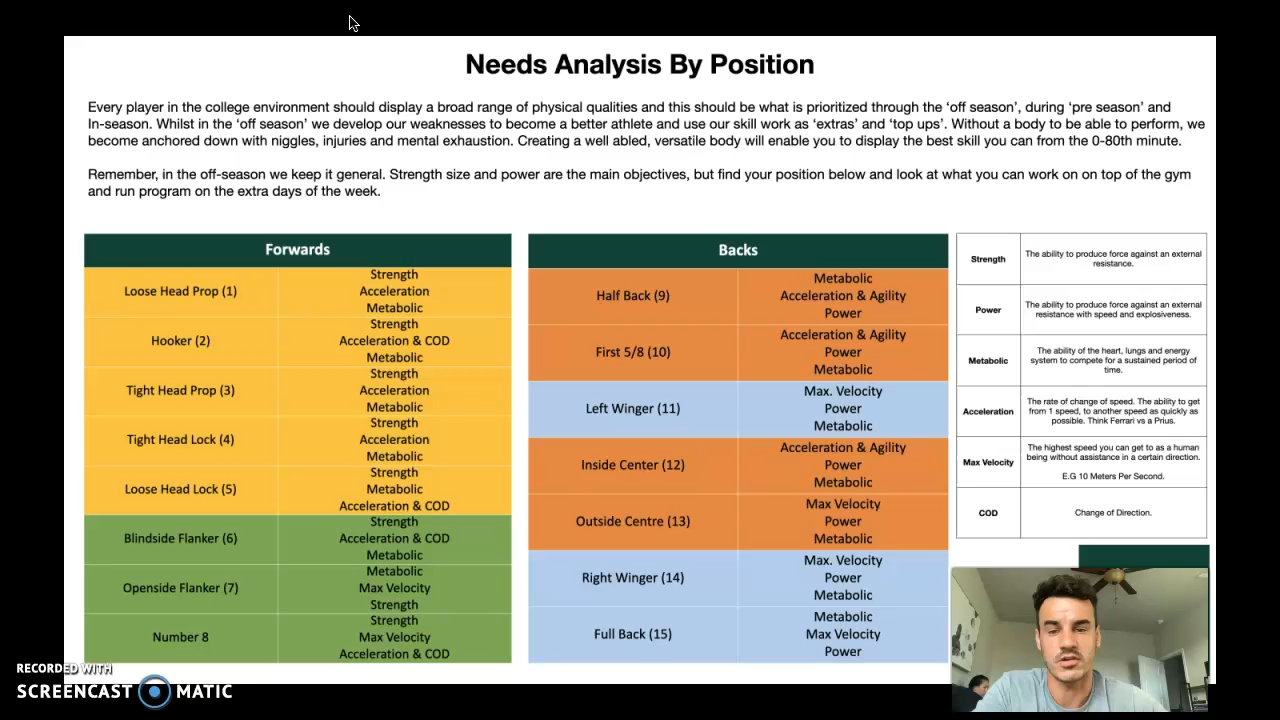 Needs Analysis By Position
Every player in the college environment should display a broad range of physical qualities and this should be what is prioritized through the ‘off season’, during ‘pre season’ and
In-season. Whilst in the ‘off season’ we develop our weaknesses to become a better athlete and use our skill work as ‘extras’ and ‘top ups’. Without a body to be able to perform, we
become anchored down with niggles, injuries and mental exhaustion. Creating a well abled, versatile body will enable you to display the best skill you can from the 0-80th minute.
Remember, in the off-season we keep it general. Strength size and power are the main objectives, but find your position below and look at what you can work on on top of the gym
and run program on the extra days of the week.
Forwards
Loose Head Prop (1)
Strength
Acceleration
Metabolic
Hooker (2)
Strength
Acceleration & COD
Metabolic
Tight Head Prop (3)
Strength
Acceleration
Metabolic
Tight Head Lock (4)
Strength
Acceleration
Metabolic
Loose Head Lock (5)
Strength
Metabolic
Acceleration & COD
Blindside Flanker (6)
Strength
Acceleration & COD
Metabolic
Openside Flanker (7)
Metabolic
Max Velocity
Strength
Number 8
Strength
Max Velocity
Acceleration & COD
Backs
Half Back (9)
Metabolic
Acceleration & Agility
Power
First 5/8 (10)
Acceleration & Agility
Power
Metabolic
Left Winger (11)
Max. Velocity
Power
Metabolic
Inside Center (12)
Acceleration & Agility
Power
Metabolic
Outside Centre (13)
Max Velocity
Power
Metabolic
Right Winger (14)
Max. Velocity
Power
Metabolic
Full Back (15)
Metabolic
Max Velocity
Power
Strength
The ability to produce force against an external
resistance.
Power
The ability to produce force against an external
resistance with speed and explosiveness.
Metabolic
The ability of the heart, lungs and energy
system to compete for a sustained period of
time.
Acceleration
The rate of change of speed. The ability to get
from 1 speed, to another speed as quickly as
possible. Think Ferrari vs a Prius.
Max Velocity
The highest speed you can get to as a human
being without assistance in a certain direction.
E.G 10 Meters Per Second.
COD
Change of Direction.
RECORDED WITH
SCREENCAST MATIC